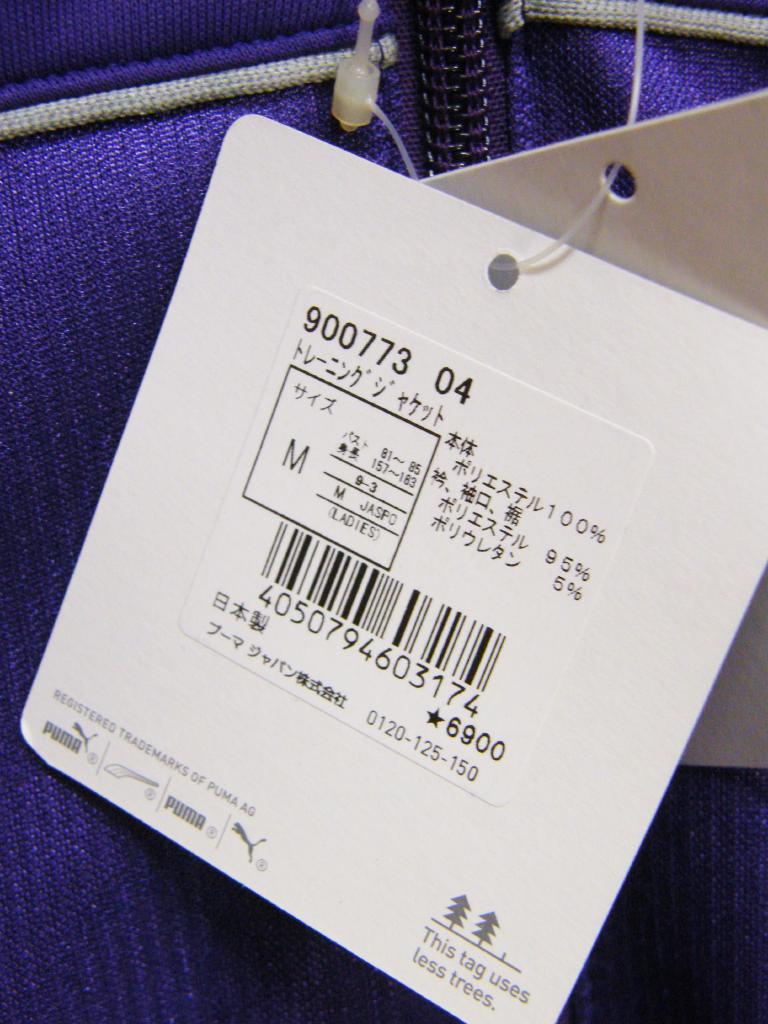 900773 04
トレーニングジャケット
サイズ
M
バスト 81～85
身長 157～163
9-3
M JASPO
(LADIES)
本体
ポリエステル100%
衿、袖口、裾
ポリエステル 95%
ポリウレタン 5%
4050794603174
日本製
★6900
プーマ ジャパン株式会社
0120-125-150
REGISTERED TRADEMARKS OF PUMA AG
PUMA ® ® PUMA ® ®
This tag uses
less trees.